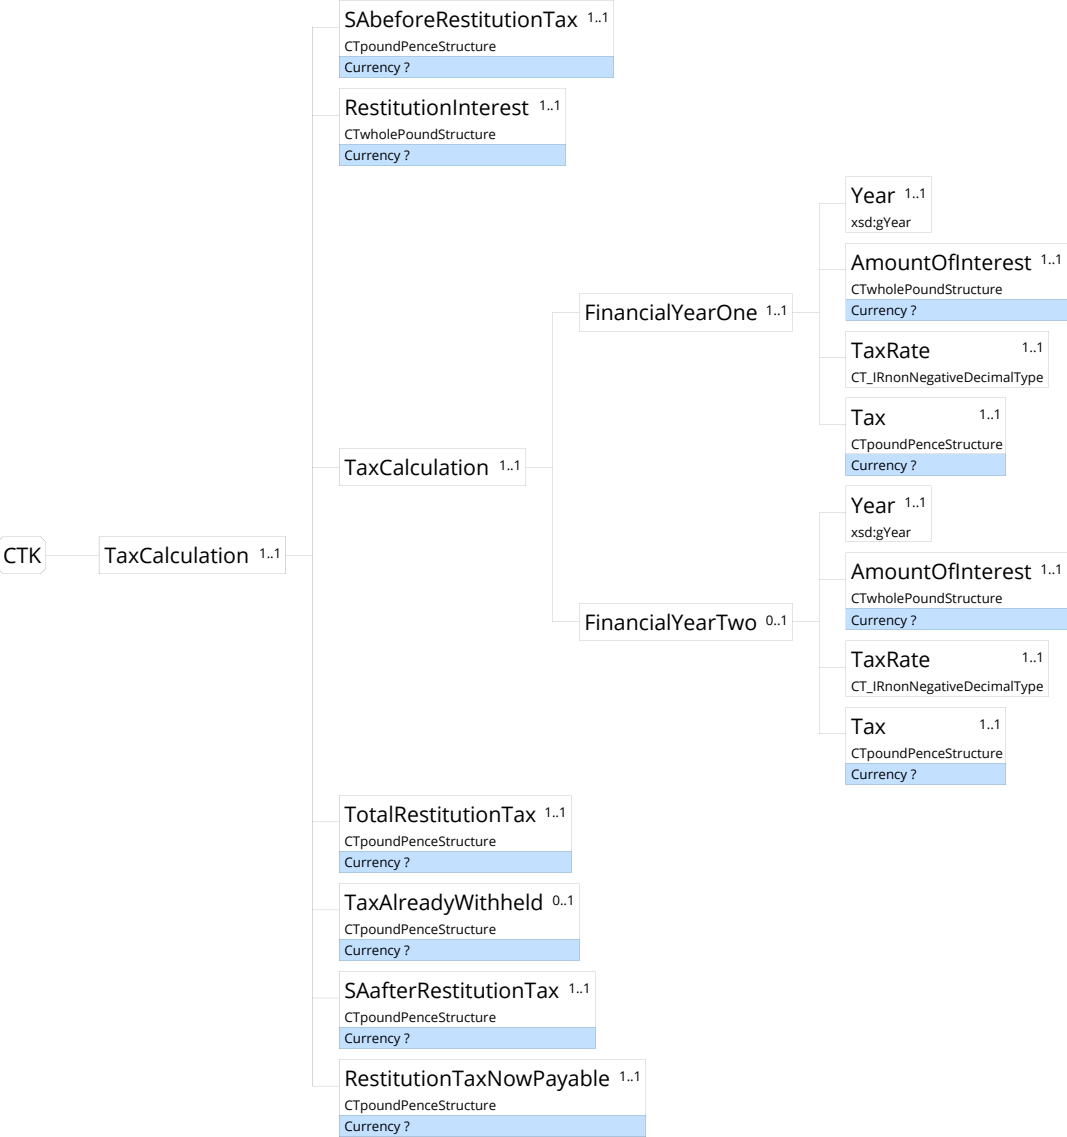 SAbeforeRestitutionTax 1..1
CTpoundPenceStructure
Currency ?
RestitutionInterest 1..1
CTwholePoundStructure
Currency ?
Year 1..1
xsd:gYear
AmountOfInterest 1..1
CTwholePoundStructure
Currency ?
FinancialYearOne 1..1
TaxRate 1..1
CT_IRnonNegativeDecimalType
Tax 1..1
CTpoundPenceStructure
Currency ?
TaxCalculation 1..1
Year 1..1
xsd:gYear
CTK
TaxCalculation 1..1
AmountOfInterest 1..1
CTwholePoundStructure
Currency ?
FinancialYearTwo 0..1
TaxRate 1..1
CT_IRnonNegativeDecimalType
Tax 1..1
CTpoundPenceStructure
Currency ?
TotalRestitutionTax 1..1
CTpoundPenceStructure
Currency ?
TaxAlreadyWithheld 0..1
CTpoundPenceStructure
Currency ?
SAafterRestitutionTax 1..1
CTpoundPenceStructure
Currency ?
RestitutionTaxNowPayable 1..1
CTpoundPenceStructure
Currency ?